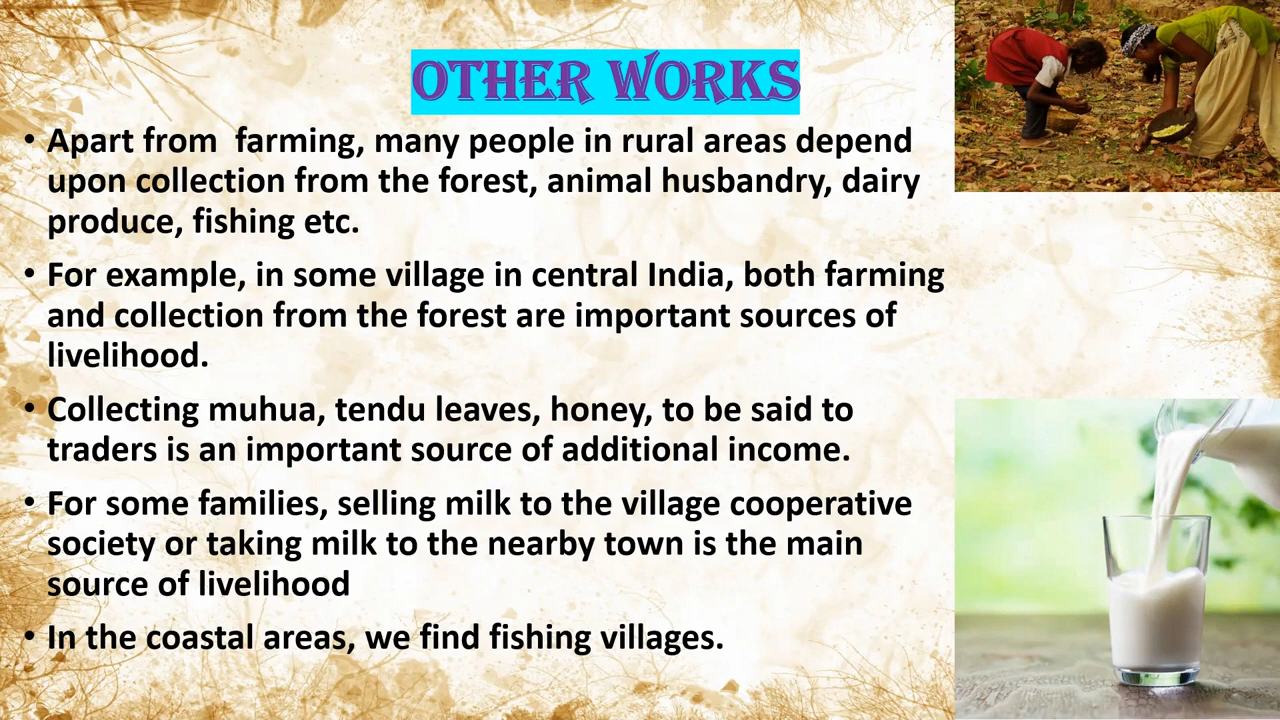 OTHER WORKS
• Apart from  farming, many people in rural areas depend
upon collection from the forest, animal husbandry, dairy
produce, fishing etc.
• For example, in some village in central India, both farming
and collection from the forest are important sources of
livelihood.
• Collecting muhua, tendu leaves, honey, to be said to
traders is an important source of additional income.
• For some families, selling milk to the village cooperative
society or taking milk to the nearby town is the main
source of livelihood
• In the coastal areas, we find fishing villages.